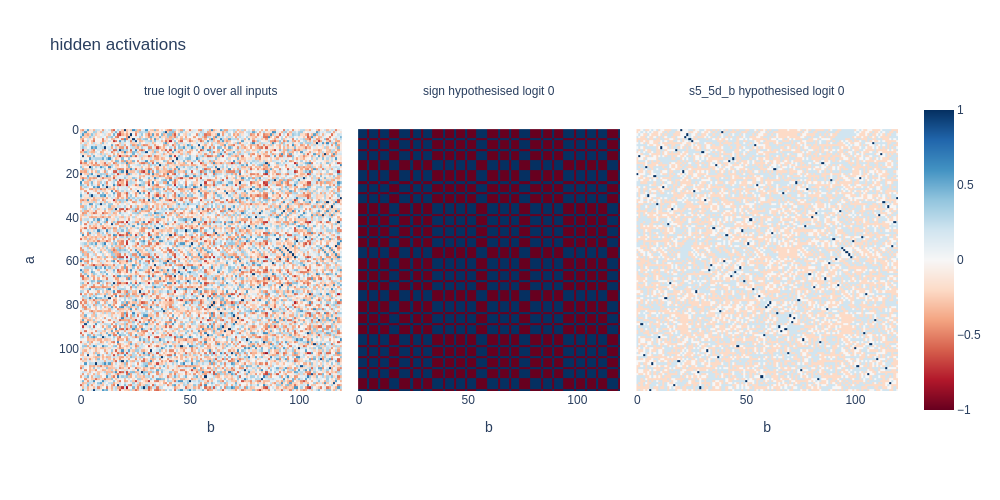 hidden activations
true logit 0 over all inputs
sign hypothesised logit 0
s5_5d_b hypothesised logit 0
a
0
20
40
60
80
100
0
50
100
0
50
100
0
50
100
b
b
b
1
0.5
0
−0.5
−1